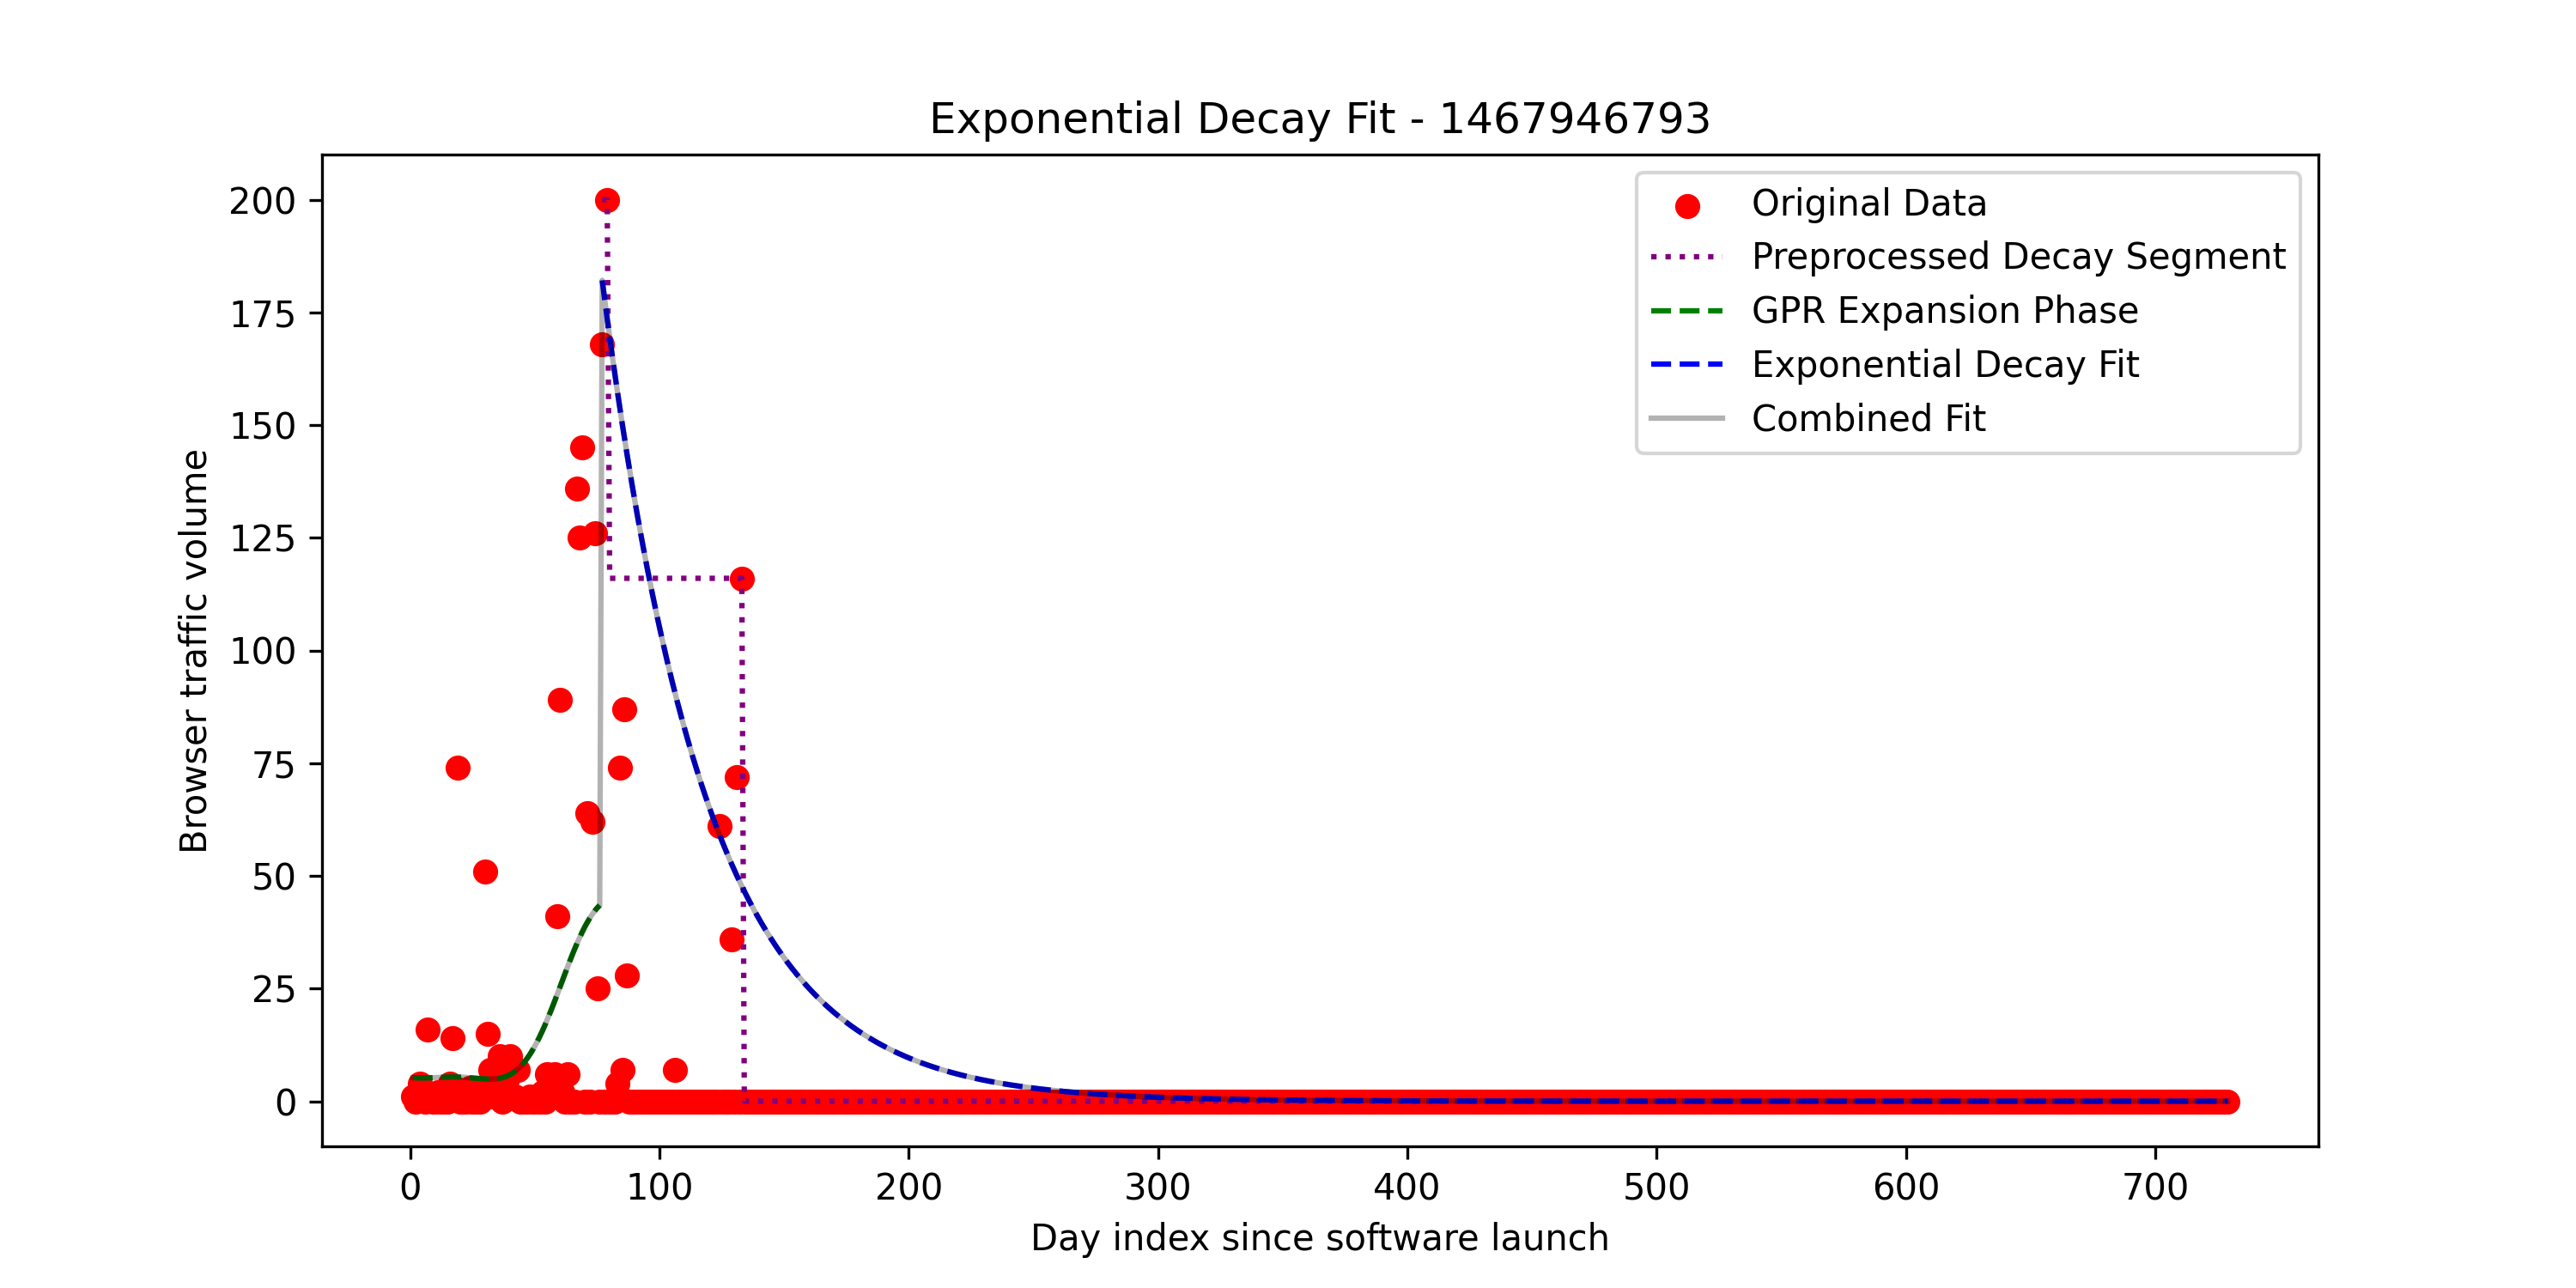 Exponential Decay Fit - 1467946793
Original Data
Preprocessed Decay Segment
GPR Expansion Phase
Exponential Decay Fit
Combined Fit
Browser traffic volume
200
175
150
125
100
75
50
25
0
0 100 200 300 400 500 600 700
Day index since software launch